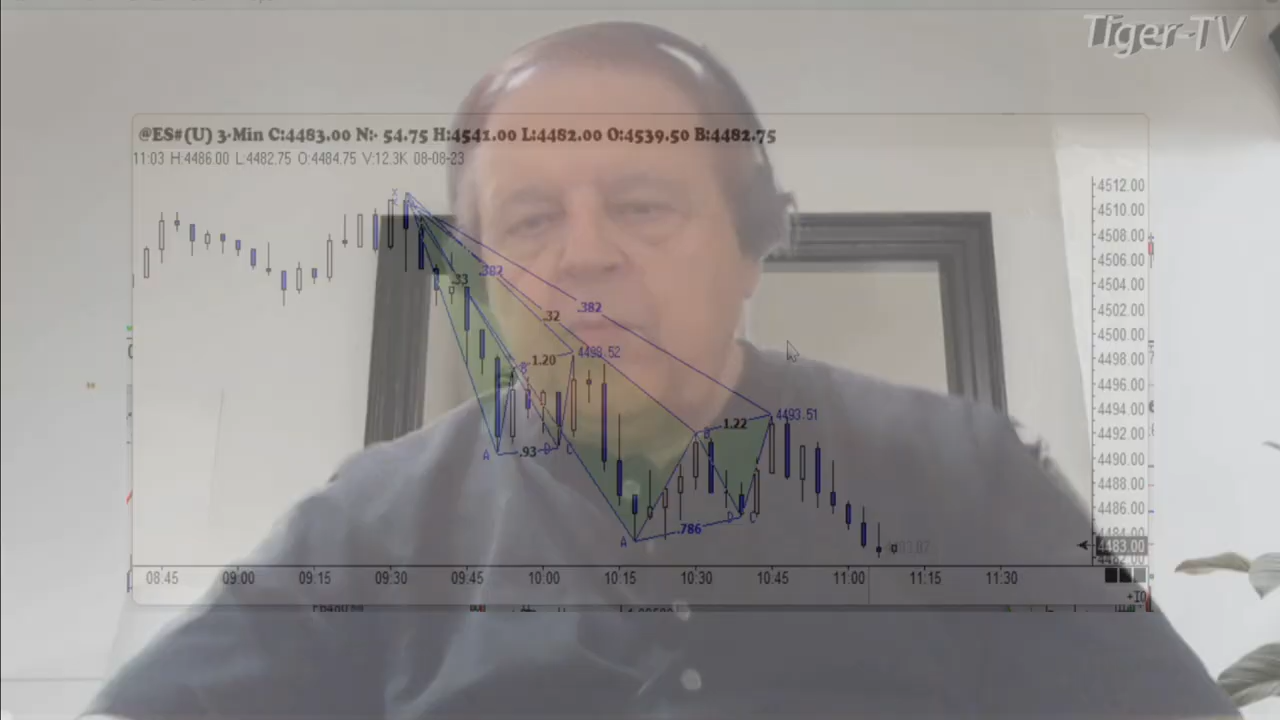 Tiger-TV
@ES#(U) 3-Min C:4483.00 N:- 54.75 H:4541.00 L:4482.00 O:4539.50 B:4482.75
11:03 H:4486.00 L:4482.75 O:4484.75 V:12.3K 08-08-23
4512.00
X
4510.00
4508.00
4506.00
.382
.33
4504.00
.382
.32
4502.00
4500.00
4499.52
4498.00
1.20
B
4496.00
4494.00
4493.51
1.22
B
4492.00
A .93 D C
4490.00
4488.00
4486.00
D C
.786
A
4483.00
4482.00
08:45 09:00 09:15 09:30 09:45 10:00 10:15 10:30 10:45 11:00 11:15 11:30